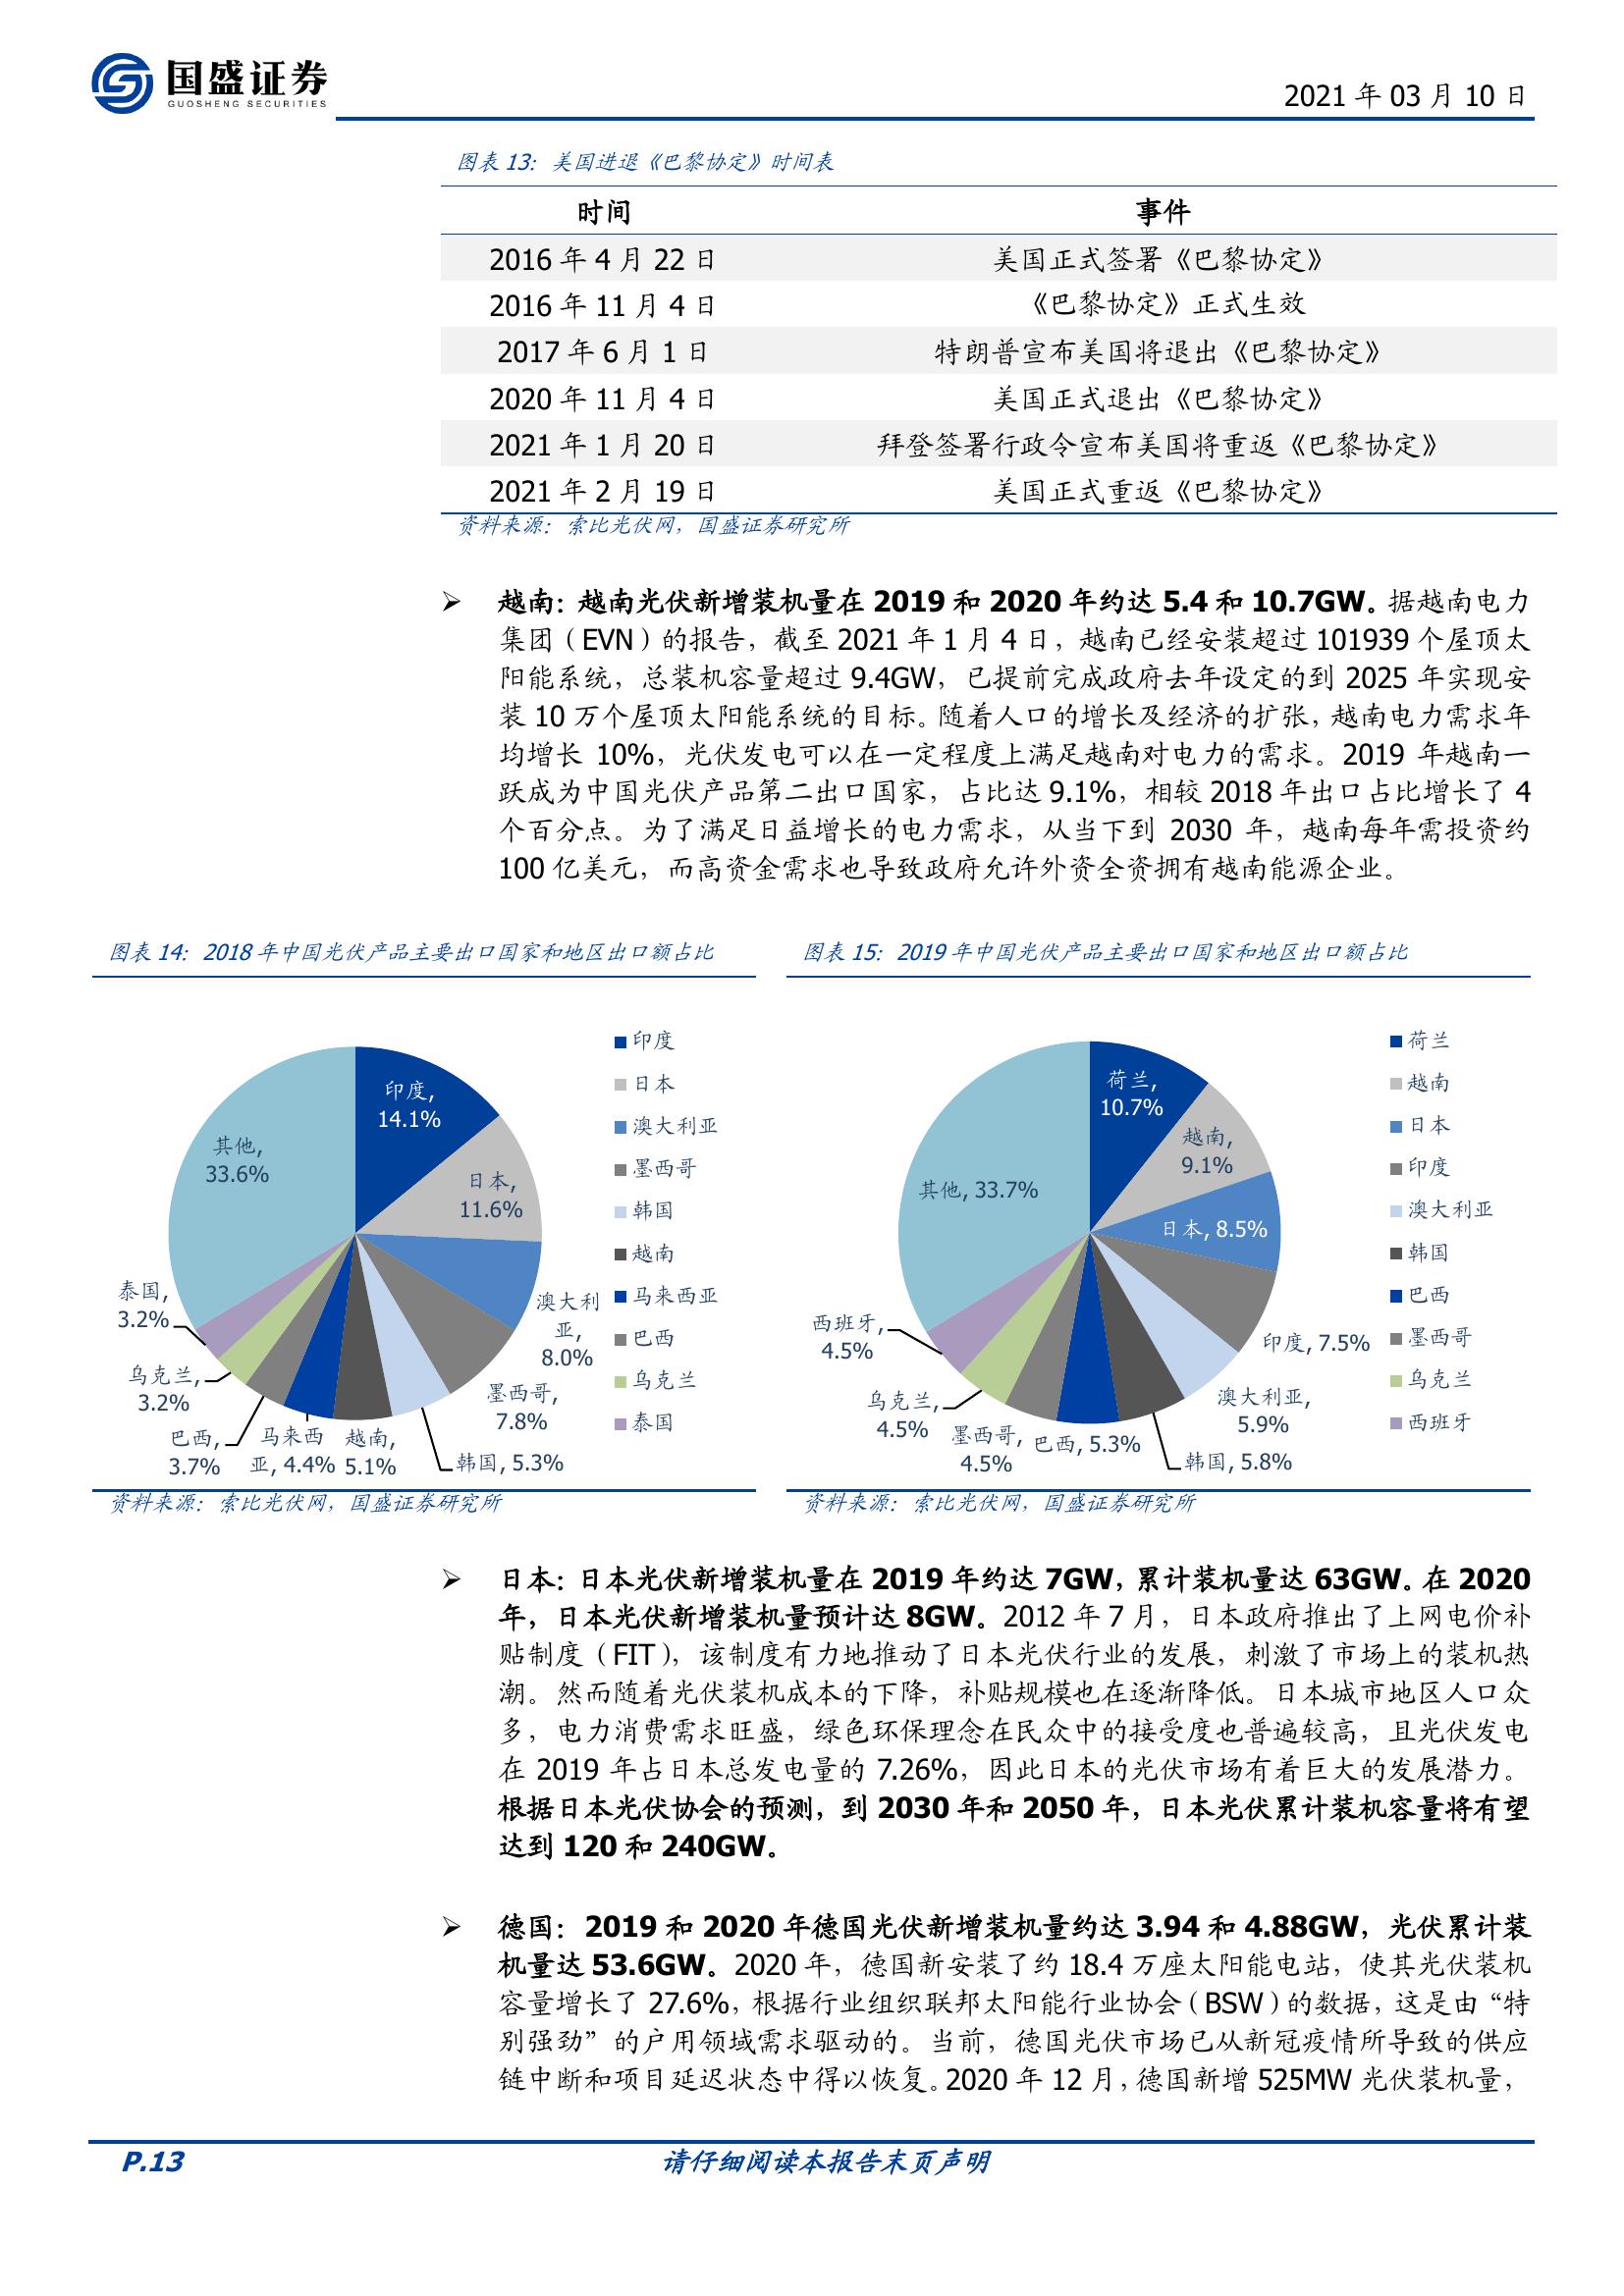 国盛证券
GUOSHENG SECURITIES
2021 年 03 月 10 日
图表 13：美国进退《巴黎协定》时间表
时间 事件
2016 年 4 月 22 日 美国正式签署《巴黎协定》
2016 年 11 月 4 日 《巴黎协定》正式生效
2017 年 6 月 1 日 特朗普宣布美国将退出《巴黎协定》
2020 年 11 月 4 日 美国正式退出《巴黎协定》
2021 年 1 月 20 日 拜登签署行政令宣布美国将重返《巴黎协定》
2021 年 2 月 19 日 美国正式重返《巴黎协定》
资料来源：索比光伏网，国盛证券研究所
➢ 越南：越南光伏新增装机量在 2019 和 2020 年约达 5.4 和 10.7GW。据越南电力
集团（EVN）的报告，截至 2021 年 1 月 4 日，越南已经安装超过 101939 个屋顶太
阳能系统，总装机容量超过 9.4GW，已提前完成政府去年设定的到 2025 年实现安
装 10 万个屋顶太阳能系统的目标。随着人口的增长及经济的扩张，越南电力需求年
均增长 10%，光伏发电可以在一定程度上满足越南对电力的需求。2019 年越南一
跃成为中国光伏产品第二出口国家，占比达 9.1%，相较 2018 年出口占比增长了 4
个百分点。为了满足日益增长的电力需求，从当下到 2030 年，越南每年需投资约
100 亿美元，而高资金需求也导致政府允许外资全资拥有越南能源企业。
图表 14：2018 年中国光伏产品主要出口国家和地区出口额占比
印度,
14.1%
日本,
11.6%
澳大利
亚,
8.0%
墨西哥,
7.8%
韩国, 5.3%
越南,
5.1%
马来西
亚, 4.4%
巴西,
3.7%
乌克兰,
3.2%
泰国,
3.2%
其他,
33.6%
印度
日本
澳大利亚
墨西哥
韩国
越南
马来西亚
巴西
乌克兰
泰国
资料来源：索比光伏网，国盛证券研究所
图表 15：2019 年中国光伏产品主要出口国家和地区出口额占比
荷兰,
10.7%
越南,
9.1%
日本, 8.5%
印度, 7.5%
澳大利亚,
5.9%
韩国, 5.8%
巴西, 5.3%
墨西哥,
4.5%
乌克兰,
4.5%
西班牙,
4.5%
其他, 33.7%
荷兰
越南
日本
印度
澳大利亚
韩国
巴西
墨西哥
乌克兰
西班牙
资料来源：索比光伏网，国盛证券研究所
➢ 日本：日本光伏新增装机量在 2019 年约达 7GW，累计装机量达 63GW。在 2020
年，日本光伏新增装机量预计达 8GW。2012 年 7 月，日本政府推出了上网电价补
贴制度（FIT），该制度有力地推动了日本光伏行业的发展，刺激了市场上的装机热
潮。然而随着光伏装机成本的下降，补贴规模也在逐渐降低。日本城市地区人口众
多，电力消费需求旺盛，绿色环保理念在民众中的接受度也普遍较高，且光伏发电
在 2019 年占日本总发电量的 7.26%，因此日本的光伏市场有着巨大的发展潜力。
根据日本光伏协会的预测，到 2030 年和 2050 年，日本光伏累计装机容量将有望
达到 120 和 240GW。
➢ 德国：2019 和 2020 年德国光伏新增装机量约达 3.94 和 4.88GW，光伏累计装
机量达 53.6GW。2020 年，德国新安装了约 18.4 万座太阳能电站，使其光伏装机
容量增长了 27.6%，根据行业组织联邦太阳能行业协会（BSW）的数据，这是由“特
别强劲”的户用领域需求驱动的。当前，德国光伏市场已从新冠疫情所导致的供应
链中断和项目延迟状态中得以恢复。2020 年 12 月，德国新增 525MW 光伏装机量，
P.13
请仔细阅读本报告末页声明